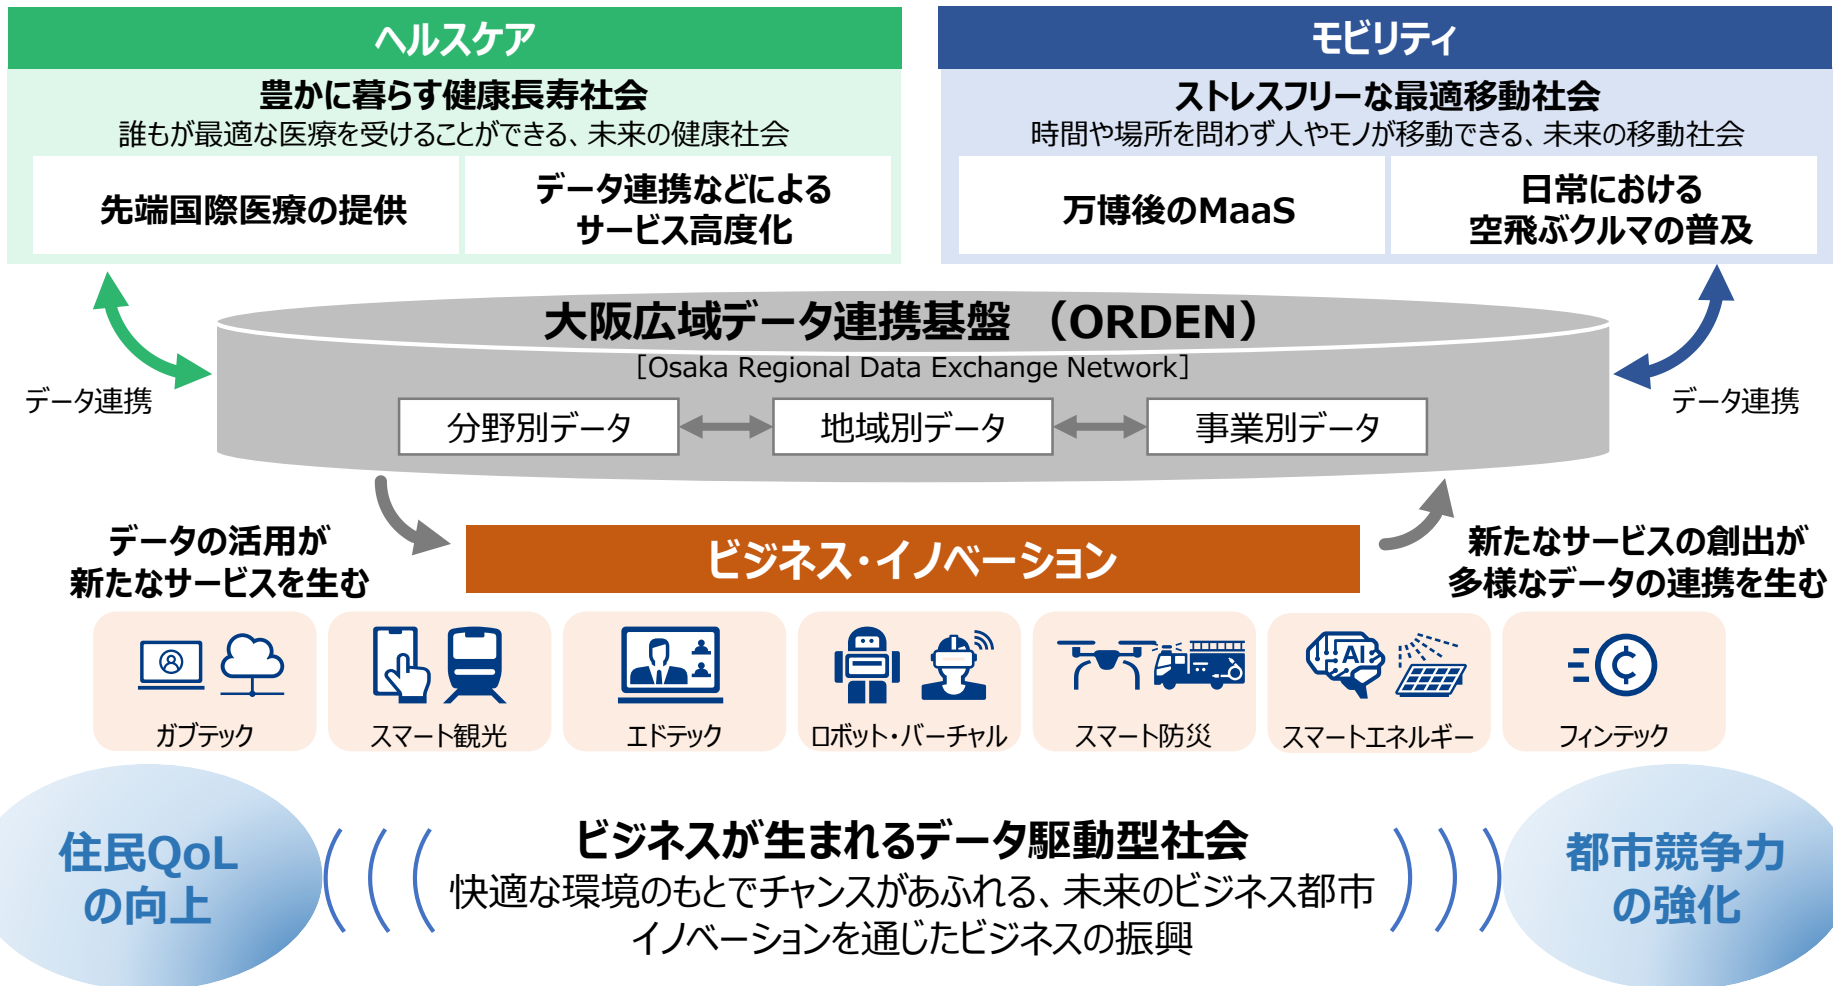 ヘルスケア
豊かに暮らす健康長寿社会
誰もが最適な医療を受けることができる、未来の健康社会
先端国際医療の提供
データ連携などによる
サービス高度化
モビリティ
ストレスフリーな最適移動社会
時間や場所を問わず人やモノが移動できる、未来の移動社会
万博後のMaaS
日常における
空飛ぶクルマの普及
大阪広域データ連携基盤 （ORDEN）
[Osaka Regional Data Exchange Network]
データ連携
データ連携
分野別データ
地域別データ
事業別データ
データの活用が
新たなサービスを生む
ビジネス・イノベーション
新たなサービスの創出が
多様なデータの連携を生む
AI
ガブテック
スマート観光
エドテック
ロボット・バーチャル
スマート防災
スマートエネルギー
フィンテック
住民QoL
の向上
ビジネスが生まれるデータ駆動型社会
快適な環境のもとでチャンスがあふれる、未来のビジネス都市
イノベーションを通じたビジネスの振興
都市競争力
の強化